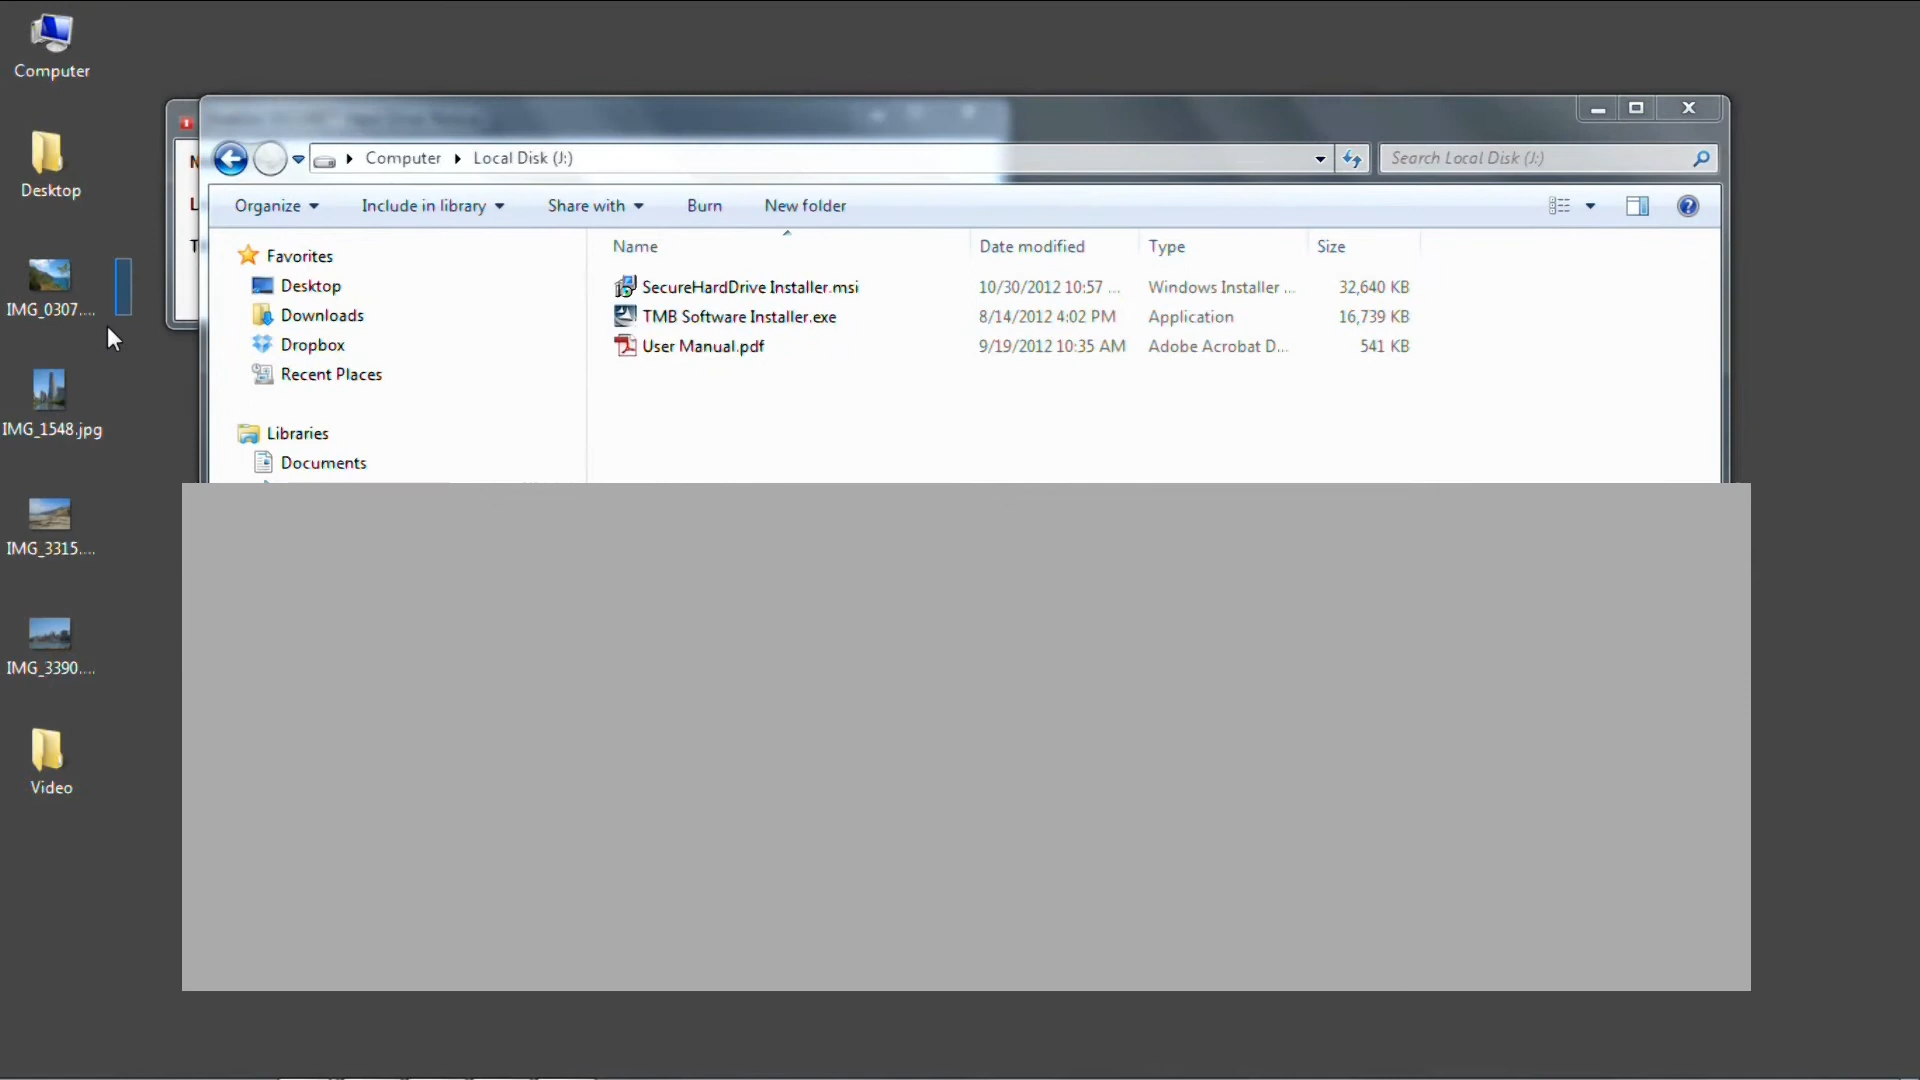 Computer
Desktop
IMG_0307....
IMG_1548.jpg
IMG_3315....
IMG_3390....
Video
Computer Local Disk (J:)
Search Local Disk (J:)
Organize Include in library Share with Burn New folder
Favorites
Desktop
Downloads
Dropbox
Recent Places
Libraries
Documents
Name Date modified Type Size
SecureHardDrive Installer.msi 10/30/2012 10:57 ... Windows Installer ... 32,640 KB
TMB Software Installer.exe 8/14/2012 4:02 PM Application 16,739 KB
User Manual.pdf 9/19/2012 10:35 AM Adobe Acrobat D... 541 KB